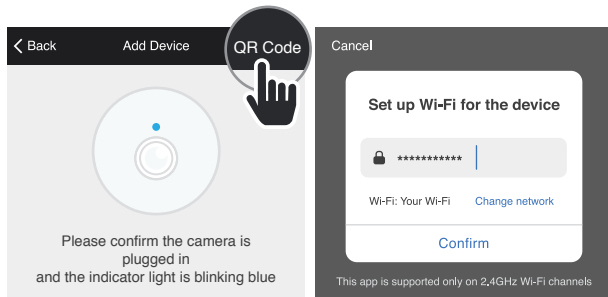 Back
Add Device
QR Code
Please confirm the camera is
plugged in
and the indicator light is blinking blue
Cancel
Set up Wi-Fi for the device
***********
Wi-Fi: Your Wi-Fi
Change network
Confirm
This app is supported only on 2.4GHz Wi-Fi channels